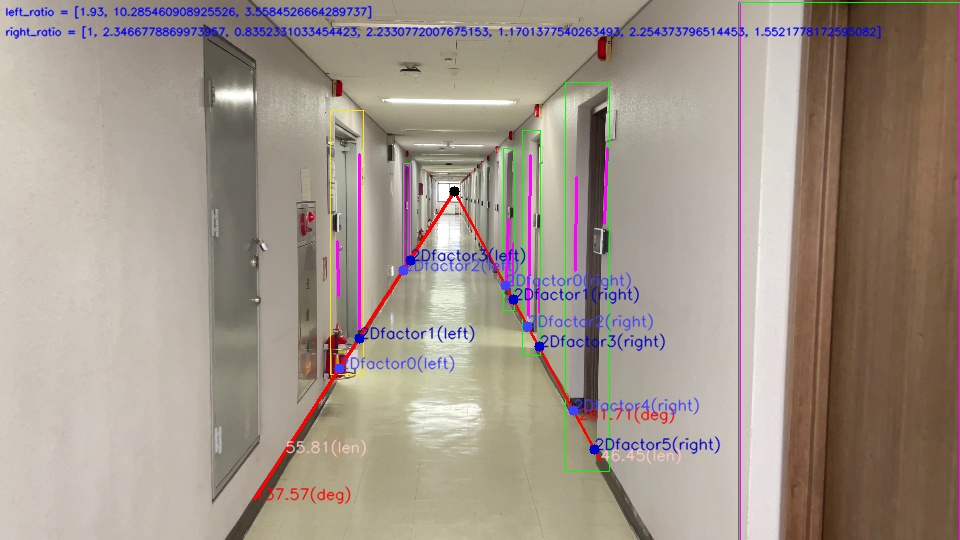 left_ratio = [1.93, 10.285460908925526, 3.5584526664289737]
right_ratio = [1, 2.3466778869973957, 0.8352331033454423, 2.2330772007675153, 1.1701377540263493, 2.254373796514453, 1.5521778172595082]
2Dfactor3(left)
2Dfactor2(left)
2Dfactor0(right)
2Dfactor1(right)
2Dfactor2(right)
2Dfactor1(left)
2Dfactor3(right)
2Dfactor0(left)
2Dfactor4(right)
61.71(deg)
2Dfactor5(right)
55.81(len)
46.45(len)
37.57(deg)